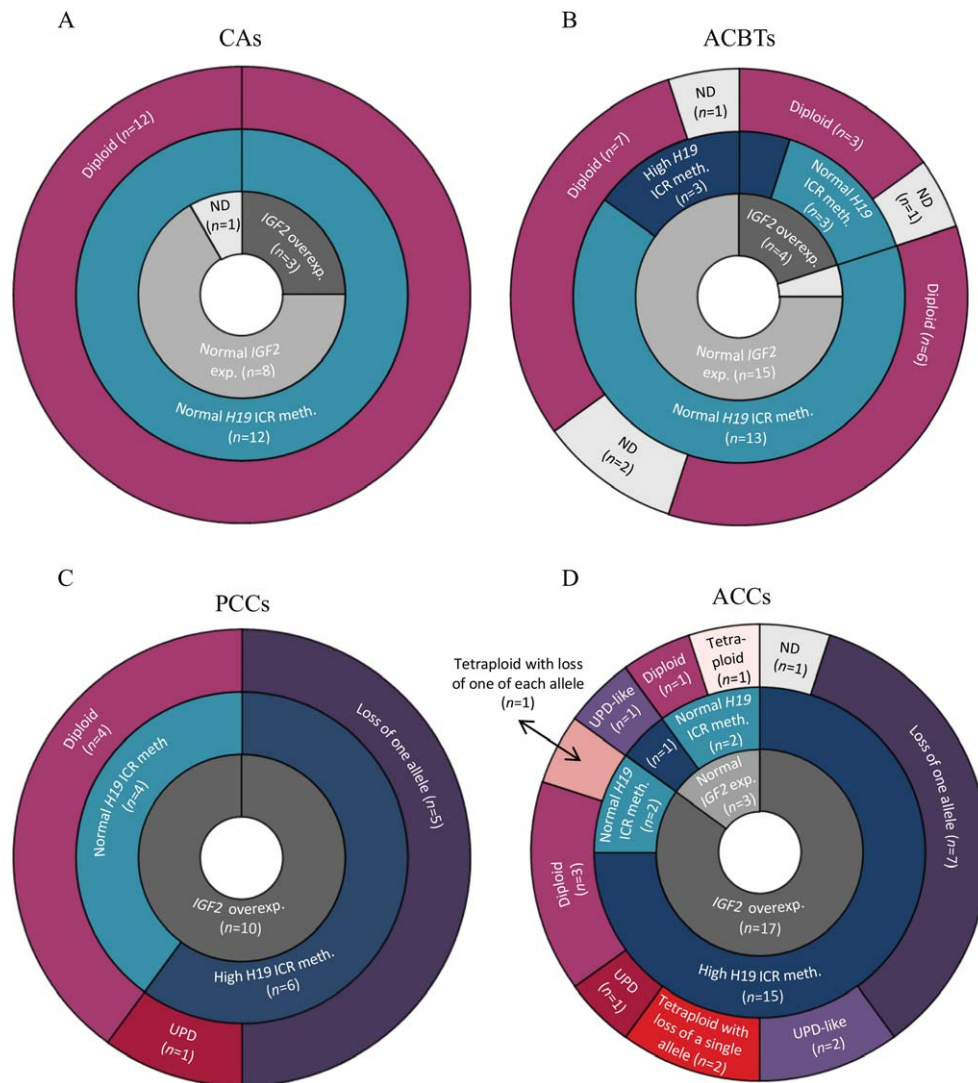 A
CAs
Diploid (n=12)
ND
(n=1)
IGF2 overexp.
(n=3)
Normal IGF2
exp. (n=8)
Normal H19 ICR meth.
(n=12)
B
ACBTs
ND
(n=1)
Diploid (n=3)
Diploid (n=7)
High H19
ICR meth.
(n=3)
Normal H19
ICR meth.
(n=3)
ND
(n=1)
IGF2 overexp.
(n=4)
Diploid (n=6)
Normal IGF2
exp. (n=15)
Normal H19 ICR meth.
(n=13)
ND
(n=2)
C
PCCs
Diploid
(n=4)
Normal H19 ICR meth
(n=4)
Loss of one allele (n=5)
IGF2 overexp.
(n=10)
High H19 ICR meth.
(n=6)
UPD
(n=1)
D
ACCs
Tetraploid with loss
of one of each allele
(n=1)
UPD-like
(n=1)
Diploid
(n=1)
Tetra-
ploid
(n=1)
ND
(n=1)
Normal H19
ICR meth.
(n=2)
(n=1)
Normal H19
ICR meth.
(n=2)
Normal
IGF2 exp.
(n=3)
Loss of one allele
(n=7)
Diploid
(n=3)
IGF2 overexp.
(n=17)
High H19 ICR meth.
(n=15)
UPD
(n=1)
Tetraploid with
loss of a single
allele (n=2)
UPD-like
(n=2)